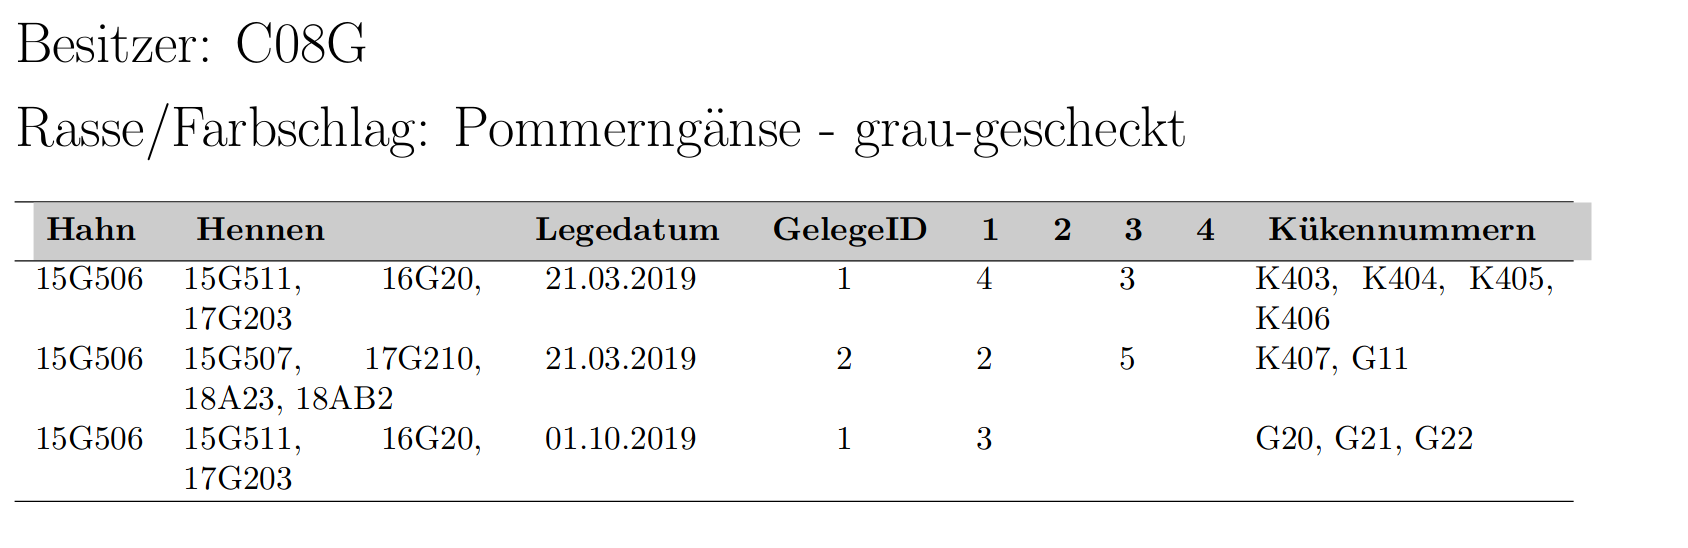 Besitzer: C08G
Rasse/Farbschlag: Pommerngänse - grau-gescheckt
Hahn Hennen Legedatum GelegeID 1 2 3 4 Kükennummern
15G506 15G511, 16G20, 21.03.2019 1 4 3 K403, K404, K405,
17G203 K406
15G506 15G507, 17G210, 21.03.2019 2 2 5 K407, G11
18A23, 18AB2
15G506 15G511, 16G20, 01.10.2019 1 3 G20, G21, G22
17G203